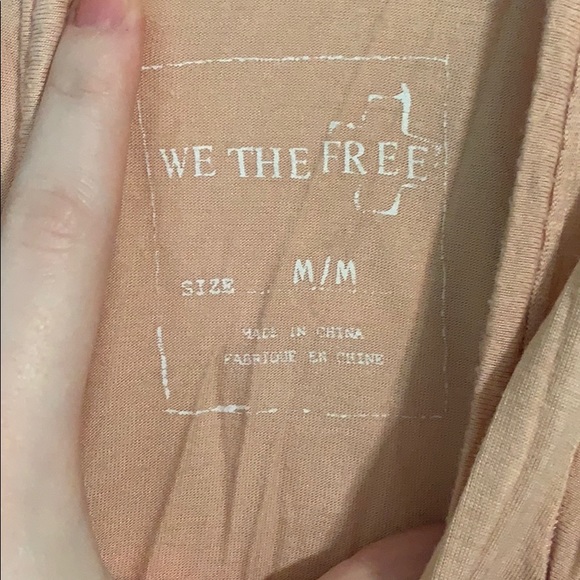 WE THE FREE
SIZE M/M
MADE IN CHINA
FABRIQUE EN CHINE